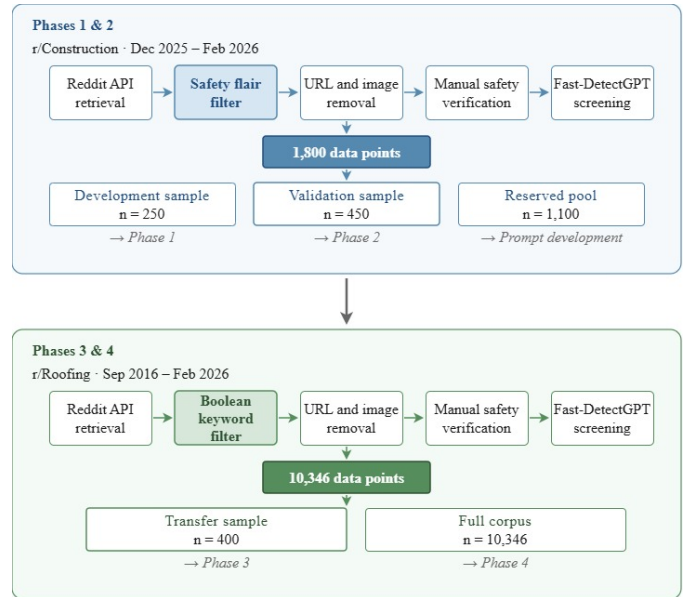 Phases 1 & 2
r/Construction · Dec 2025 – Feb 2026
Reddit API
retrieval
Safety flair
filter
URL and image
removal
Manual safety
verification
Fast-DetectGPT
screening
1,800 data points
Development sample
n = 250
→ Phase 1
Validation sample
n = 450
→ Phase 2
Reserved pool
n = 1,100
→ Prompt development
Phases 3 & 4
r/Roofing · Sep 2016 – Feb 2026
Reddit API
retrieval
Boolean
keyword
filter
URL and image
removal
Manual safety
verification
Fast-DetectGPT
screening
10,346 data points
Transfer sample
n = 400
→ Phase 3
Full corpus
n = 10,346
→ Phase 4